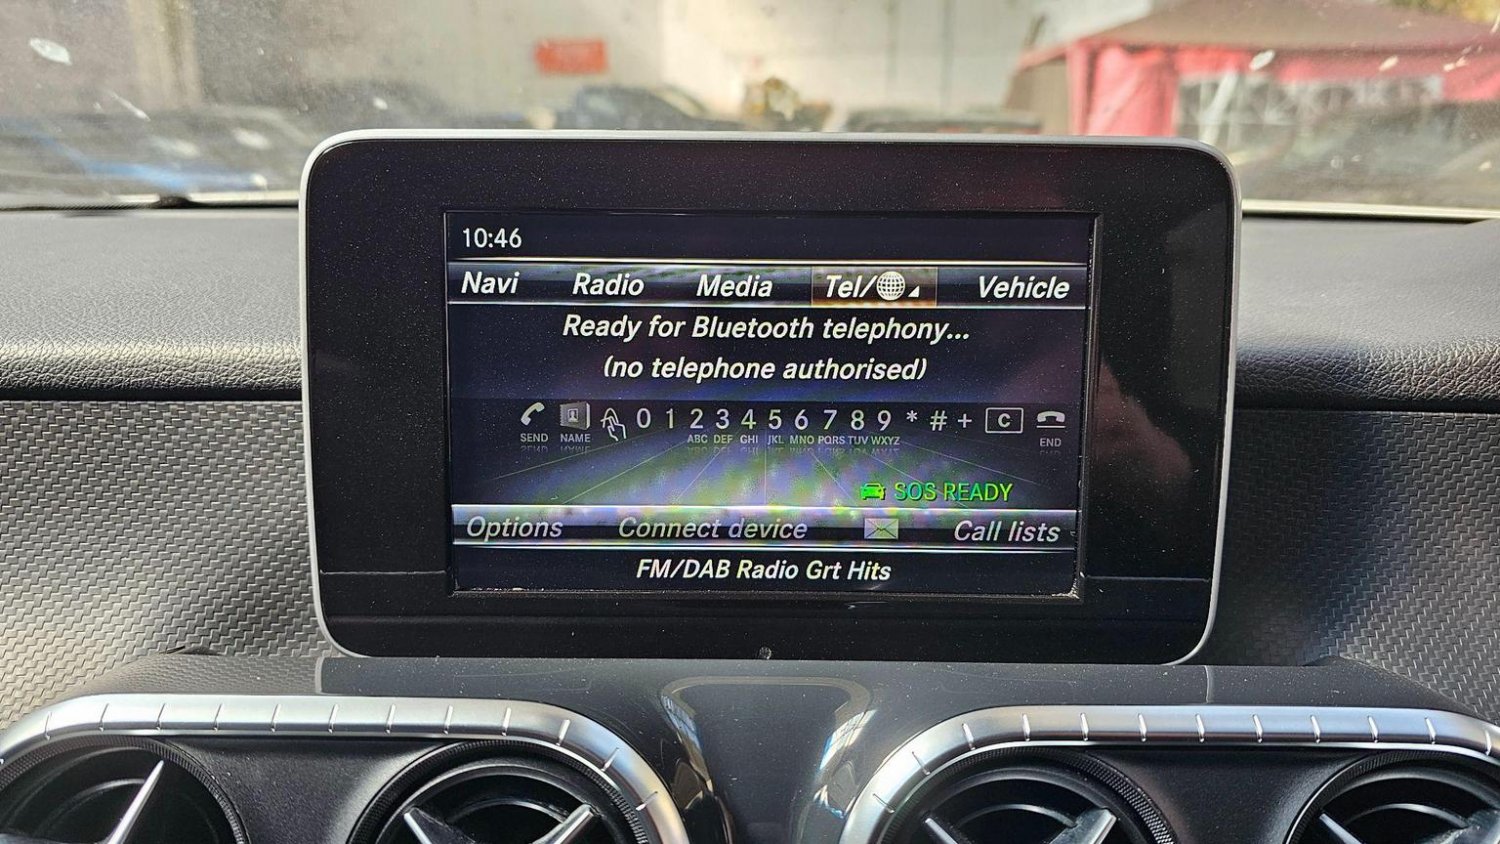 10:46
Navi Radio Media Tel/ Vehicle
Ready for Bluetooth telephony...
(no telephone authorised)
0 1 2 3 4 5 6 7 8 9 * # + C
SEND NAME ABC DEF GHI JKL MNO PQRS TUV WXYZ END
SOS READY
Options Connect device Call lists
FM/DAB Radio Grt Hits